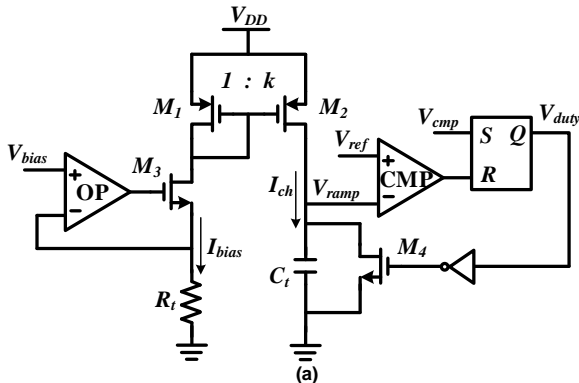 V_DD
1 : k
M_1
M_2
V_bias
+
OP
-
M_3
I_bias
R_t
I_ch
V_ramp
C_t
V_ref
+
CMP
-
M_4
V_cmp
S Q
R
V_duty
(a)